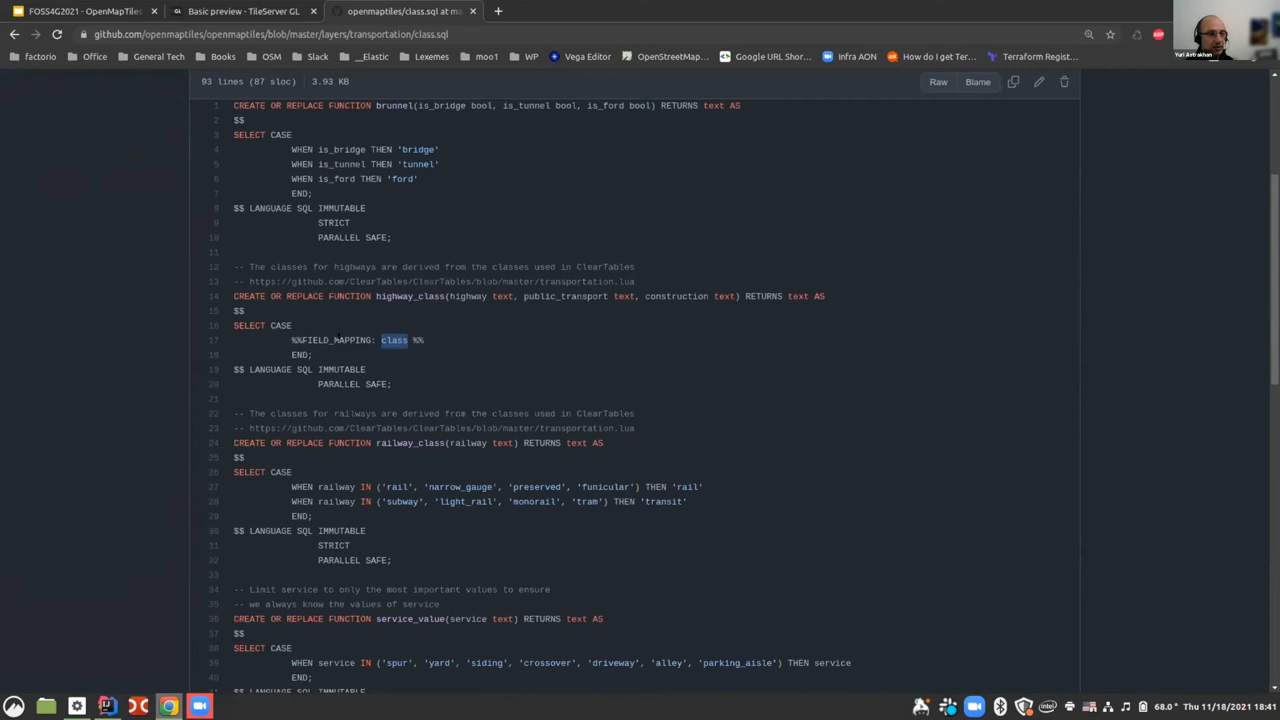 FOSS4G2021 - OpenMapTiles
Basic preview - TileServer GL
openmaptiles/class.sql at ma
github.com/openmaptiles/openmaptiles/blob/master/layers/transportation/class.sql
factorio
Office
General Tech
Books
OSM
Slack
__Elastic
Lexemes
more
WP
Vega Editor
OpenStreetMap...
Google URL Shor...
Infra AON
How do I get Ter...
Terraform Registr...
Yuri Astrakhan
93 lines (87 sloc)
3.93 KB
Raw
Blame
1 CREATE OR REPLACE FUNCTION brunnel(is_bridge bool, is_tunnel bool, is_ford bool) RETURNS text AS
2 $$
3 SELECT CASE
4 WHEN is_bridge THEN 'bridge'
5 WHEN is_tunnel THEN 'tunnel'
6 WHEN is_ford THEN 'ford'
7 END;
8 $$ LANGUAGE SQL IMMUTABLE
9 STRICT
10 PARALLEL SAFE;
11
12 -- The classes for highways are derived from the classes used in ClearTables
13 -- https://github.com/ClearTables/ClearTables/blob/master/transportation.lua
14 CREATE OR REPLACE FUNCTION highway_class(highway text, public_transport text, construction text) RETURNS text AS
15 $$
16 SELECT CASE
17 %%FIELD_MAPPING: class %%
18 END;
19 $$ LANGUAGE SQL IMMUTABLE
20 PARALLEL SAFE;
21
22 -- The classes for railways are derived from the classes used in ClearTables
23 -- https://github.com/ClearTables/ClearTables/blob/master/transportation.lua
24 CREATE OR REPLACE FUNCTION railway_class(railway text) RETURNS text AS
25 $$
26 SELECT CASE
27 WHEN railway IN ('rail', 'narrow_gauge', 'preserved', 'funicular') THEN 'rail'
28 WHEN railway IN ('subway', 'light_rail', 'monorail', 'tram') THEN 'transit'
29 END;
30 $$ LANGUAGE SQL IMMUTABLE
31 STRICT
32 PARALLEL SAFE;
33
34 -- Limit service to only the most important values to ensure
35 -- we always know the values of service
36 CREATE OR REPLACE FUNCTION service_value(service text) RETURNS text AS
37 $$
38 SELECT CASE
39 WHEN service IN ('spur', 'yard', 'siding', 'crossover', 'driveway', 'alley', 'parking_aisle') THEN service
40 END;
41 $$ LANGUAGE SQL IMMUTABLE
68.0° Thu 11/18/2021 18:41